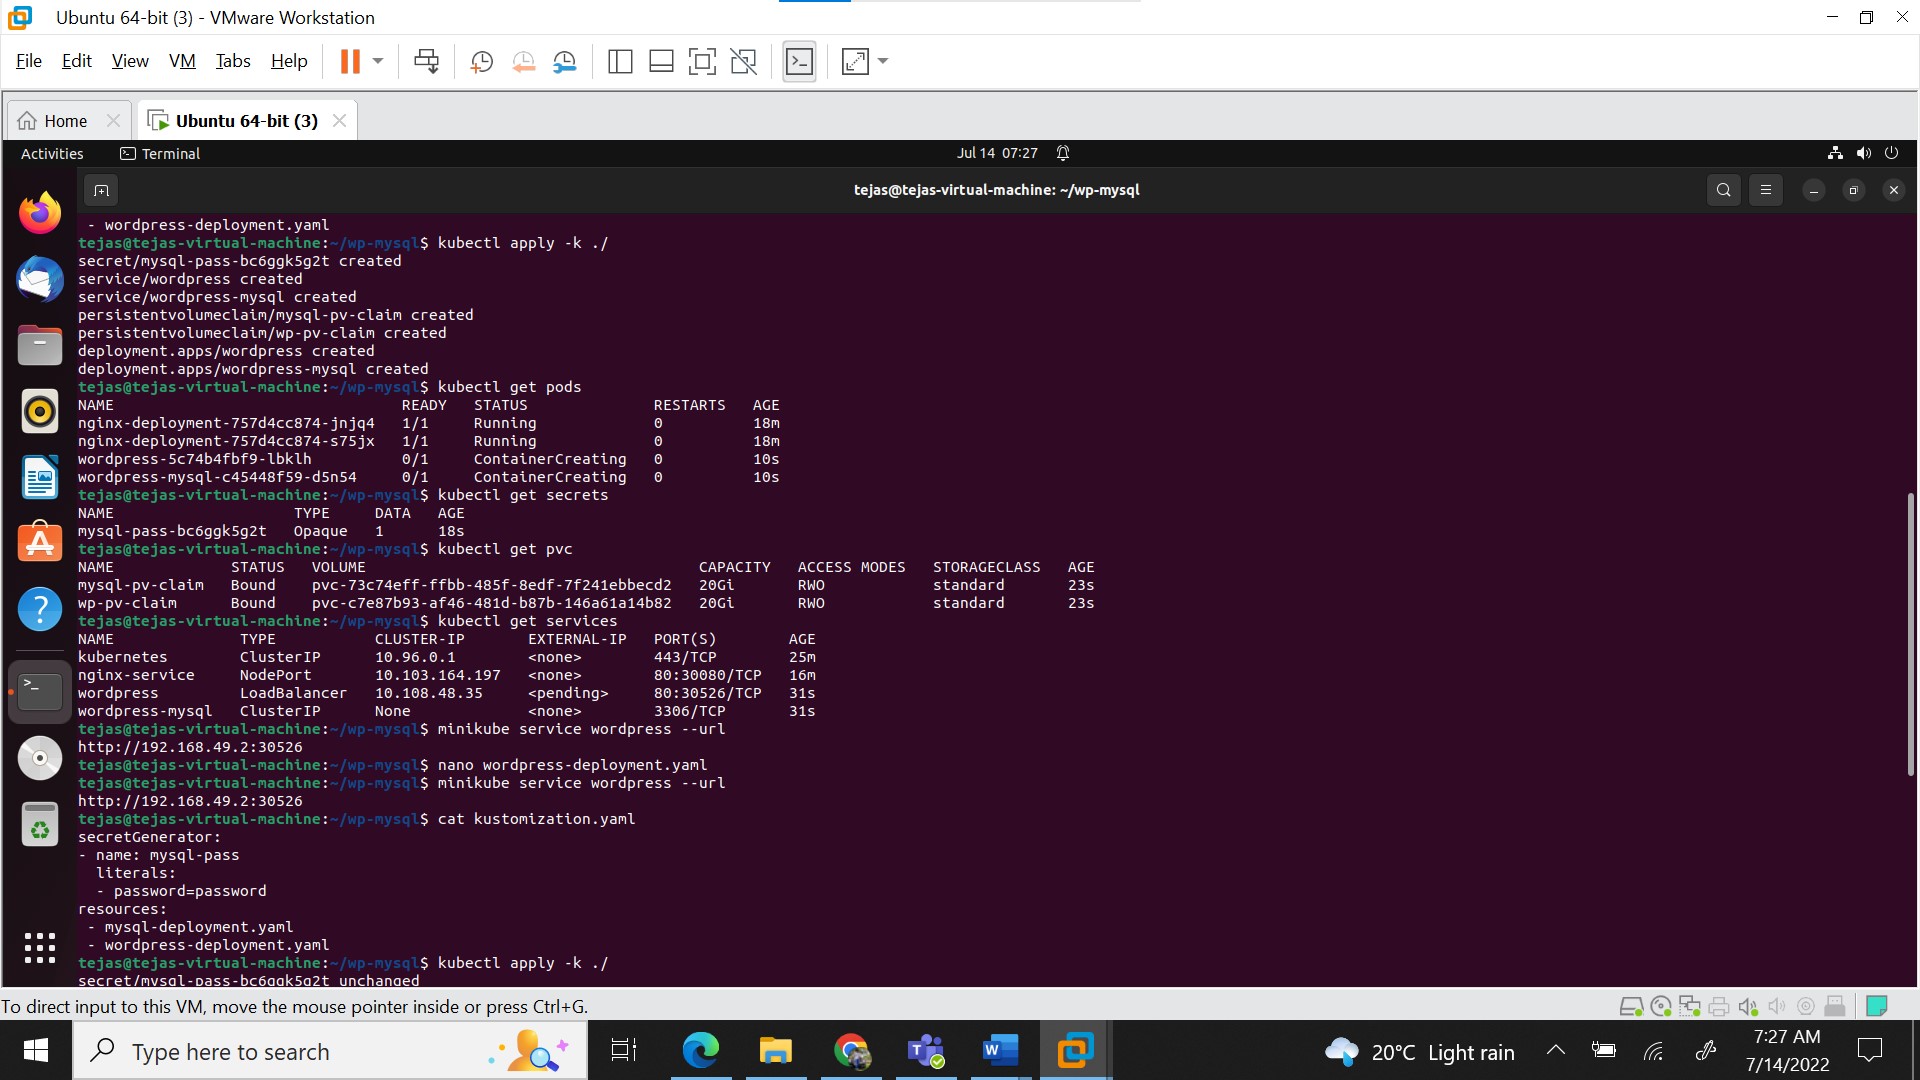 Ubuntu 64-bit (3) - VMware Workstation
File Edit View VM Tabs Help
Home
Ubuntu 64-bit (3)
Activities Terminal Jul 14 07:27
tejas@tejas-virtual-machine: ~/wp-mysql
- wordpress-deployment.yaml
tejas@tejas-virtual-machine:~/wp-mysql$ kubectl apply -k ./
secret/mysql-pass-bc6ggk5g2t created
service/wordpress created
service/wordpress-mysql created
persistentvolumeclaim/mysql-pv-claim created
persistentvolumeclaim/wp-pv-claim created
deployment.apps/wordpress created
deployment.apps/wordpress-mysql created
tejas@tejas-virtual-machine:~/wp-mysql$ kubectl get pods
NAME READY STATUS RESTARTS AGE
nginx-deployment-757d4cc874-jnjq4 1/1 Running 0 18m
nginx-deployment-757d4cc874-s75jx 1/1 Running 0 18m
wordpress-5c74b4fbf9-lbklh 0/1 ContainerCreating 0 10s
wordpress-mysql-c45448f59-d5n54 0/1 ContainerCreating 0 10s
tejas@tejas-virtual-machine:~/wp-mysql$ kubectl get secrets
NAME TYPE DATA AGE
mysql-pass-bc6ggk5g2t Opaque 1 18s
tejas@tejas-virtual-machine:~/wp-mysql$ kubectl get pvc
NAME STATUS VOLUME CAPACITY ACCESS MODES STORAGECLASS AGE
mysql-pv-claim Bound pvc-73c74eff-ffbb-485f-8edf-7f241ebbecd2 20Gi RWO standard 23s
wp-pv-claim Bound pvc-c7e87b93-af46-481d-b87b-146a61a14b82 20Gi RWO standard 23s
tejas@tejas-virtual-machine:~/wp-mysql$ kubectl get services
NAME TYPE CLUSTER-IP EXTERNAL-IP PORT(S) AGE
kubernetes ClusterIP 10.96.0.1 <none> 443/TCP 25m
nginx-service NodePort 10.103.164.197 <none> 80:30080/TCP 16m
wordpress LoadBalancer 10.108.48.35 <pending> 80:30526/TCP 31s
wordpress-mysql ClusterIP None <none> 3306/TCP 31s
tejas@tejas-virtual-machine:~/wp-mysql$ minikube service wordpress --url
http://192.168.49.2:30526
tejas@tejas-virtual-machine:~/wp-mysql$ nano wordpress-deployment.yaml
tejas@tejas-virtual-machine:~/wp-mysql$ minikube service wordpress --url
http://192.168.49.2:30526
tejas@tejas-virtual-machine:~/wp-mysql$ cat kustomization.yaml
secretGenerator:
- name: mysql-pass
literals:
- password=password
resources:
- mysql-deployment.yaml
- wordpress-deployment.yaml
tejas@tejas-virtual-machine:~/wp-mysql$ kubectl apply -k ./
secret/mysql-pass-bc6ggk5g2t unchanged
To direct input to this VM, move the mouse pointer inside or press Ctrl+G.
Type here to search
20°C Light rain
7:27 AM
7/14/2022